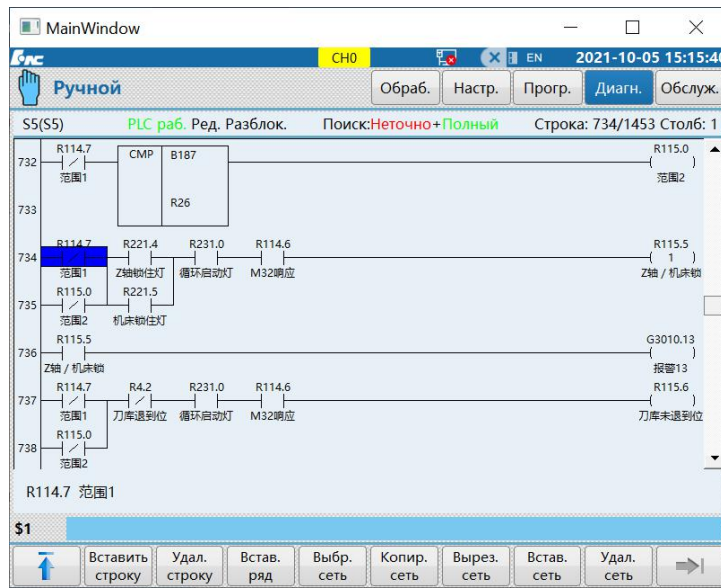 MainWindow
HNC CH0 EN 2021-10-05 15:15:40
Ручной Обраб. Настр. Прогр. Диагн. Обслуж.
S5(S5) PLC раб. Ред. Разблок. Поиск:Неточно+Полный Строка: 734/1453 Столб: 1
R114.7 CMP B187 R115.0
732 ( )
范围1 范围2
733 R26
R114.7 R221.4 R231.0 R114.6 R115.5
734 ( 1 )
范围1 Z轴锁住灯 循环启动灯 M32响应 Z轴 / 机床锁
R115.0 R221.5
735
范围2 机床锁住灯
R115.5 G3010.13
736 ( )
Z轴 / 机床锁 报警13
R114.7 R4.2 R231.0 R114.6 R115.6
737 ( )
范围1 刀库退到位 循环启动灯 M32响应 刀库未退到位
R115.0
738
范围2
R114.7 范围1
$1
Вставить Удал. Встав. Выбр. Копир. Вырез. Встав. Удал.
строку строку ряд сеть сеть сеть сеть сеть